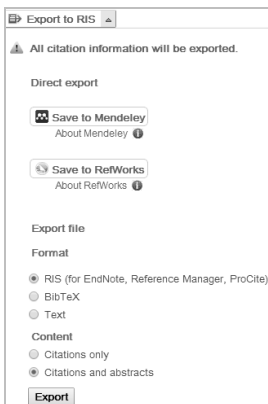 Export to RIS
All citation information will be exported.
Direct export
Save to Mendeley
About Mendeley
Save to RefWorks
About RefWorks
Export file
Format
RIS (for EndNote, Reference Manager, ProCite)
BibTeX
Text
Content
Citations only
Citations and abstracts
Export